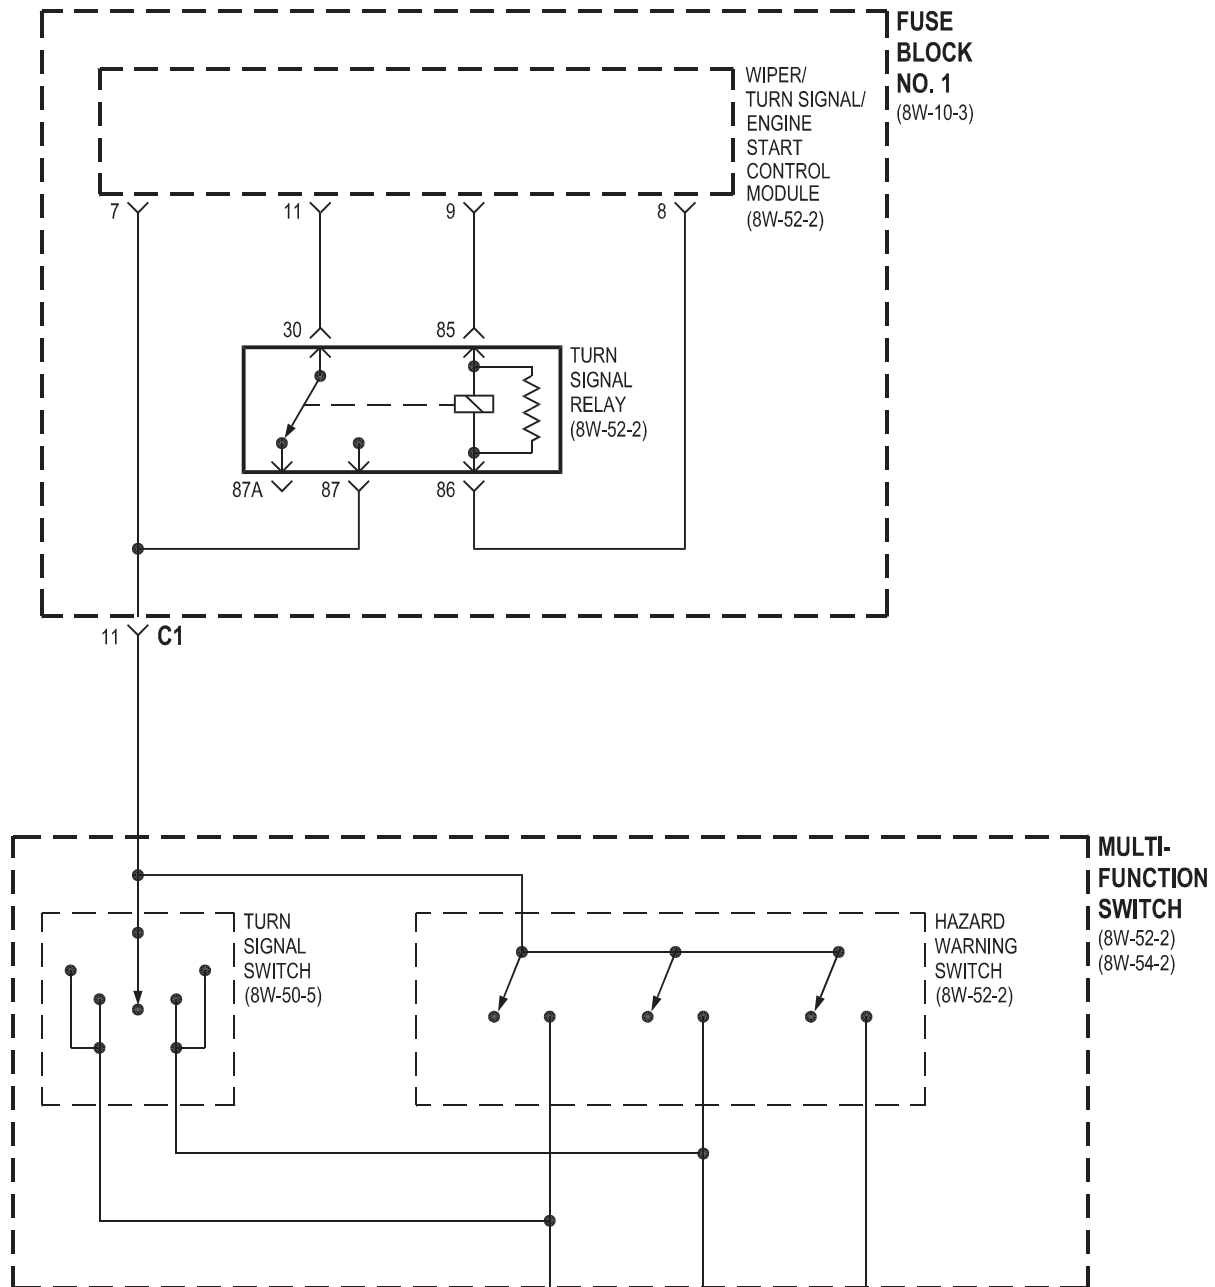 FUSE
BLOCK
NO. 1
(8W-10-3)
WIPER/
TURN SIGNAL/
ENGINE
START
CONTROL
MODULE
(8W-52-2)
7
11
9
8
30
85
TURN
SIGNAL
RELAY
(8W-52-2)
87A
87
86
11
C1
MULTI-
FUNCTION
SWITCH
(8W-52-2)
(8W-54-2)
TURN
SIGNAL
SWITCH
(8W-50-5)
HAZARD
WARNING
SWITCH
(8W-52-2)